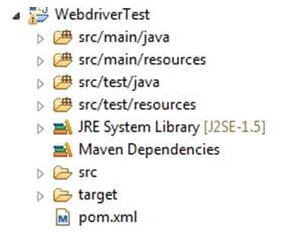 WebdriverTest
src/main/java
src/main/resources
src/test/java
src/test/resources
JRE System Library [J2SE-1.5]
Maven Dependencies
src
target
pom.xml